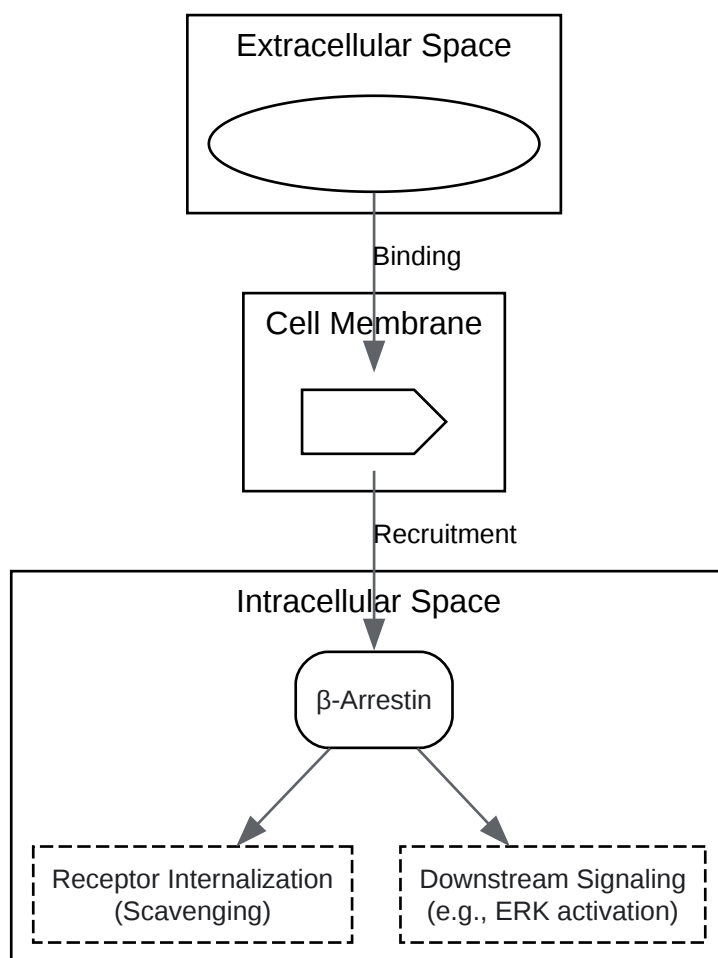 Extracellular Space
Binding
Cell Membrane
Recruitment
Intracellular Space
β-Arrestin
Receptor Internalization
(Scavenging)
Downstream Signaling
(e.g., ERK activation)